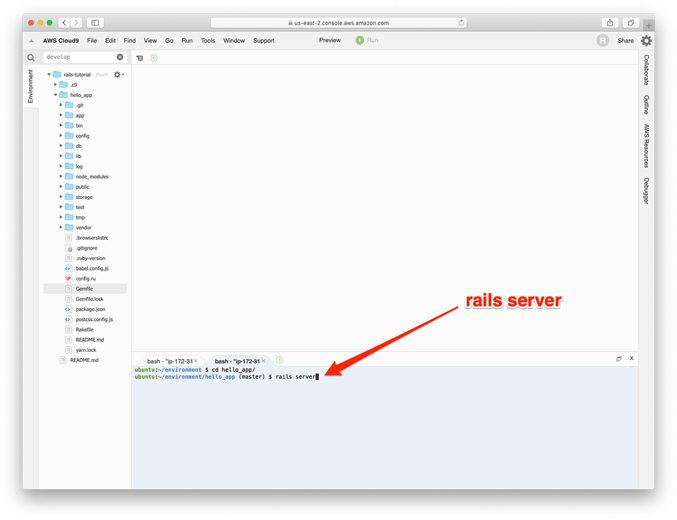 us-east-2.console.aws.amazon.com
AWS Cloud9 File Edit Find View Go Run Tools Window Support Preview Run R Share
develop
Environment
rails-tutorial
.c9
hello_app
.git
app
bin
config
db
lib
log
node_modules
public
storage
test
tmp
vendor
.browserslistrc
.gitignore
.ruby-version
babel.config.js
config.ru
Gemfile
Gemfile.lock
package.json
postcss.config.js
Rakefile
README.md
yarn.lock
README.md
Collaborate
Outline
AWS Resources
Debugger
rails server
bash - "ip-172-31 bash - "ip-172-31
ubuntu:~/environment $ cd hello_app/
ubuntu:~/environment/hello_app (master) $ rails server